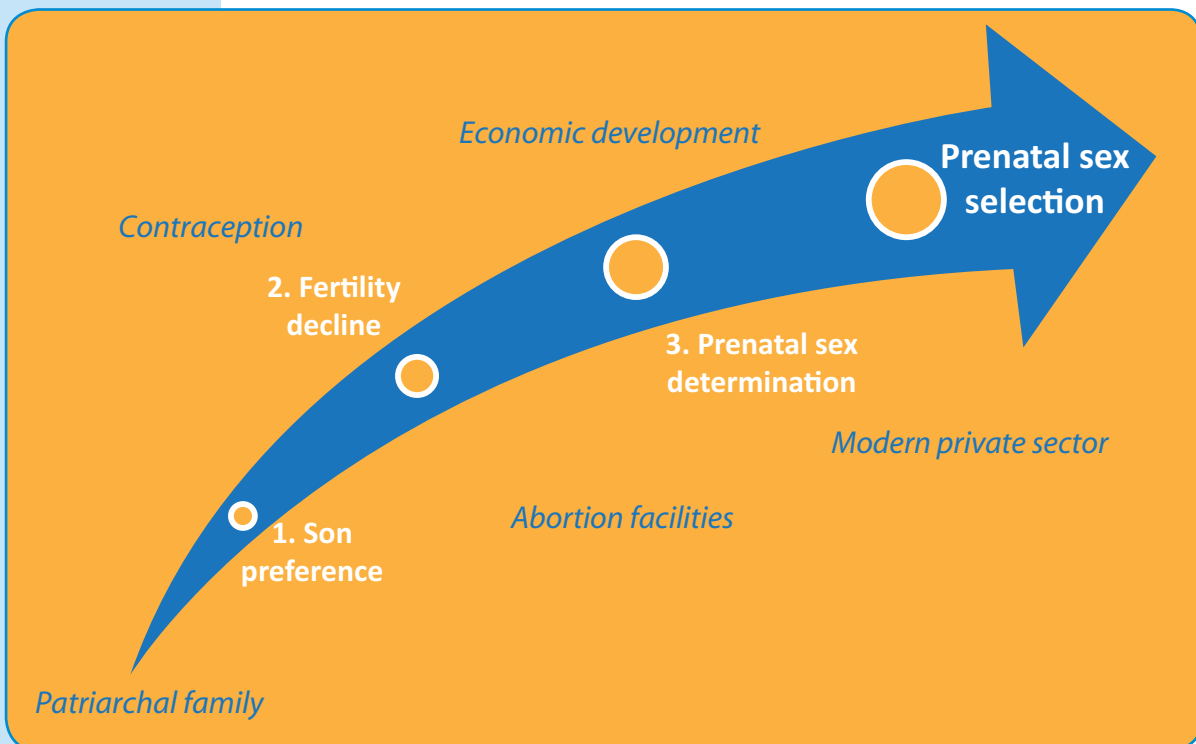 Economic development
Prenatal sex
selection
Contraception
2. Fertility
decline
3. Prenatal sex
determination
Modern private sector
Abortion facilities
1. Son
preference
Patriarchal family